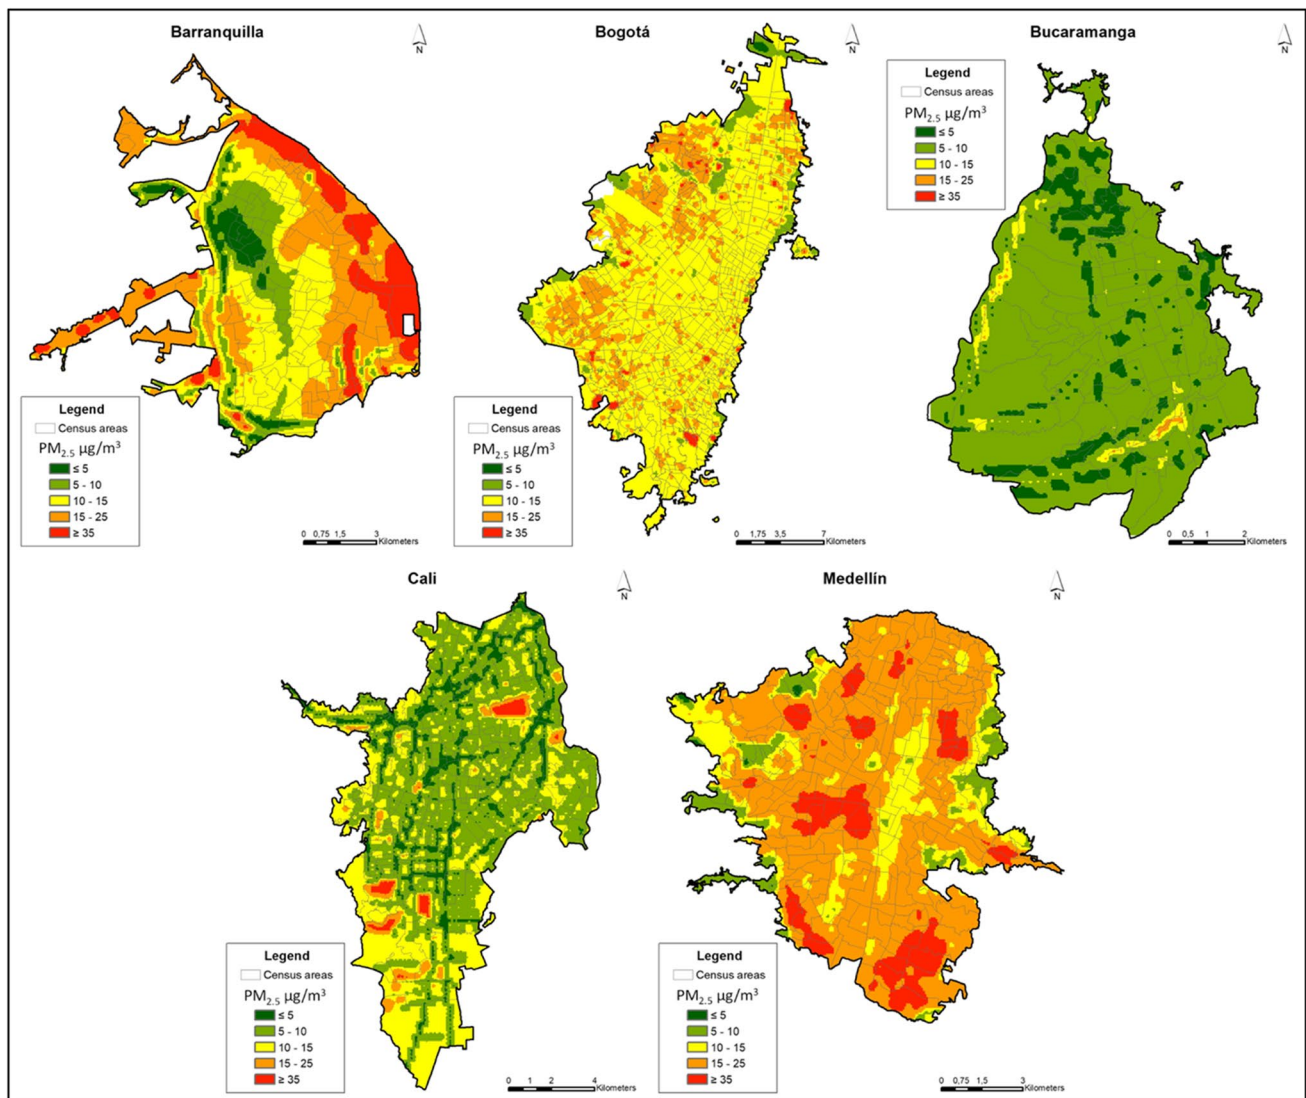 Barranquilla
N
Legend
Census areas
PM2.5 µg/m3
≤ 5
5 - 10
10 - 15
15 - 25
≥ 35
0 0,75 1,5 3
Kilometers
Bogotá
N
Legend
Census areas
PM2.5 µg/m3
≤ 5
5 - 10
10 - 15
15 - 25
≥ 35
0 1,75 3,5 7
Kilometers
Bucaramanga
N
Legend
Census areas
PM2.5 µg/m3
≤ 5
5 - 10
10 - 15
15 - 25
≥ 35
0 0,5 1 2
Kilometers
Cali
N
Legend
Census areas
PM2.5 µg/m3
≤ 5
5 - 10
10 - 15
15 - 25
≥ 35
0 1 2 4
Kilometers
Medellín
N
Legend
Census areas
PM2.5 µg/m3
≤ 5
5 - 10
10 - 15
15 - 25
≥ 35
0 0,75 1,5 3
Kilometers